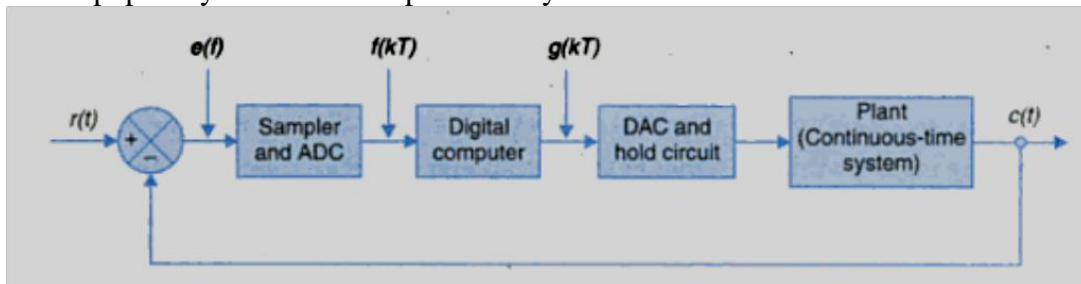 e(f)
f(kT)
g(kT)
r(t)
+
−
Sampler
and ADC
Digital
computer
DAC and
hold circuit
Plant
(Continuous-time
system)
c(t)